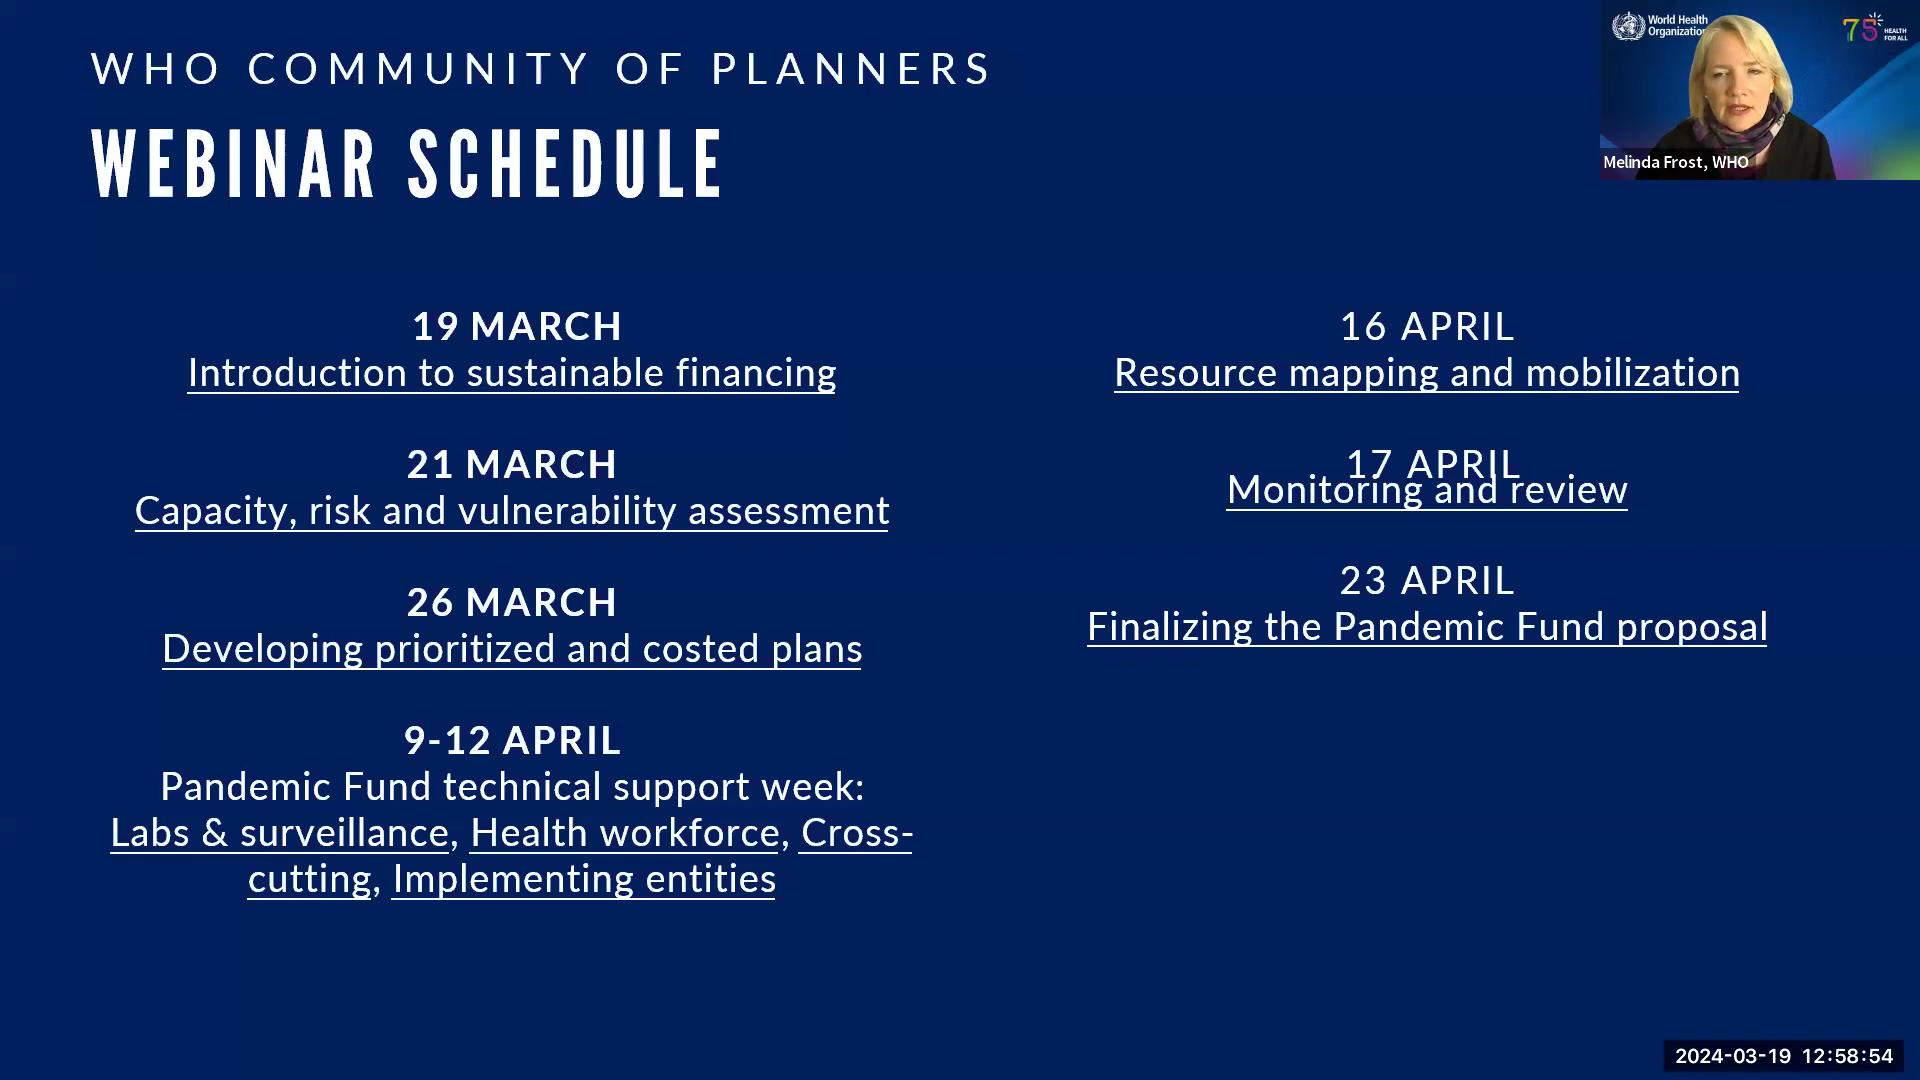 WHO COMMUNITY OF PLANNERS
WEBINAR SCHEDULE
World Health
Organization
75
HEALTH
FOR ALL
Melinda Frost, WHO
19 MARCH
Introduction to sustainable financing
21 MARCH
Capacity, risk and vulnerability assessment
26 MARCH
Developing prioritized and costed plans
9-12 APRIL
Pandemic Fund technical support week:
Labs & surveillance, Health workforce, Cross-
cutting, Implementing entities
16 APRIL
Resource mapping and mobilization
17 APRIL
Monitoring and review
23 APRIL
Finalizing the Pandemic Fund proposal
2024-03-19 12:58:54